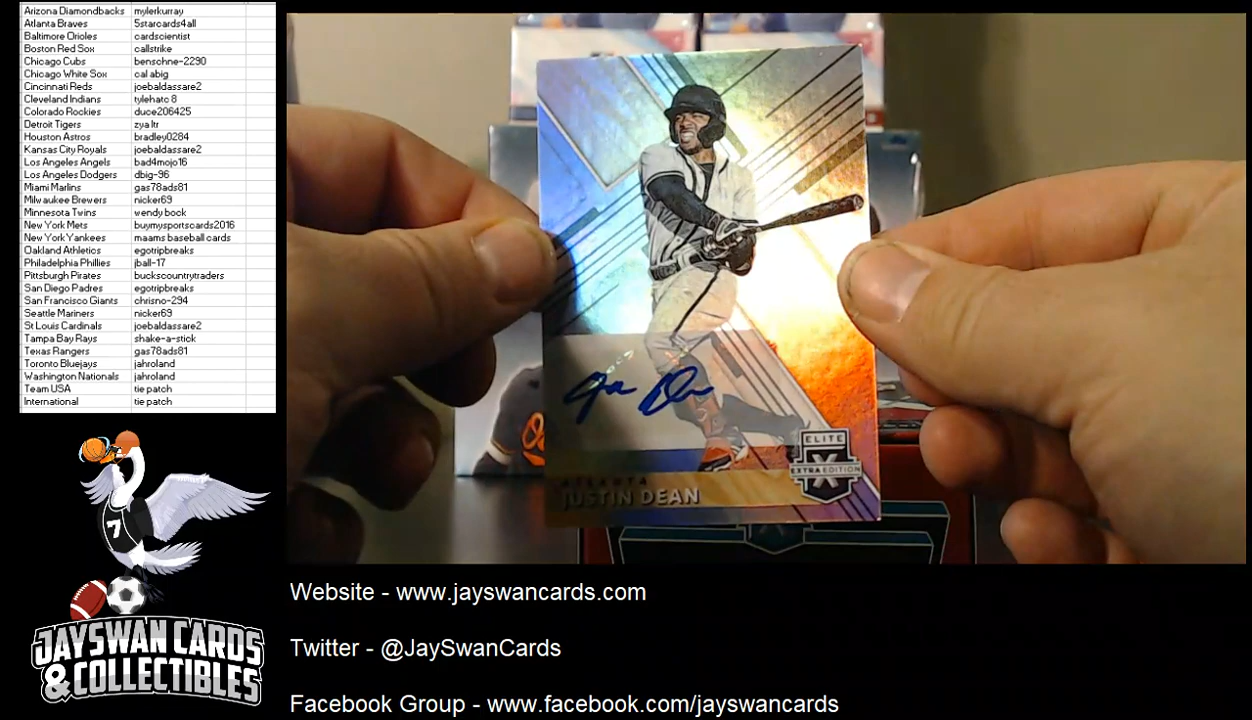 Arizona Diamondbacks mylerkurray
Atlanta Braves 5starcards4all
Baltimore Orioles cardscientist
Boston Red Sox callstrike
Chicago Cubs benschne-2290
Chicago White Sox cal abig
Cincinnati Reds joebaldassare2
Cleveland Indians tylehatc 8
Colorado Rockies duce206425
Detroit Tigers zya ltr
Houston Astros bradley0284
Kansas City Royals joebaldassare2
Los Angeles Angels bad4mojo16
Los Angeles Dodgers dbig-96
Miami Marlins gas78ads81
Milwaukee Brewers nicker69
Minnesota Twins wendy bock
New York Mets buymysportscards2016
New York Yankees maams baseball cards
Oakland Athletics egotripbreaks
Philadelphia Phillies jball-17
Pittsburgh Pirates buckscountrytraders
San Diego Padres egotripbreaks
San Francisco Giants chrisno-294
Seattle Mariners nicker69
St Louis Cardinals joebaldassare2
Tampa Bay Rays shake-a-stick
Texas Rangers gas78ads81
Toronto Bluejays jahroland
Washington Nationals jahroland
Team USA tie patch
International tie patch
ELITE
X
EXTRA EDITION
ATLANTA
JUSTIN DEAN
7
JAYSWAN CARDS
& COLLECTIBLES
Website - www.jayswancards.com
Twitter - @JaySwanCards
Facebook Group - www.facebook.com/jayswancards